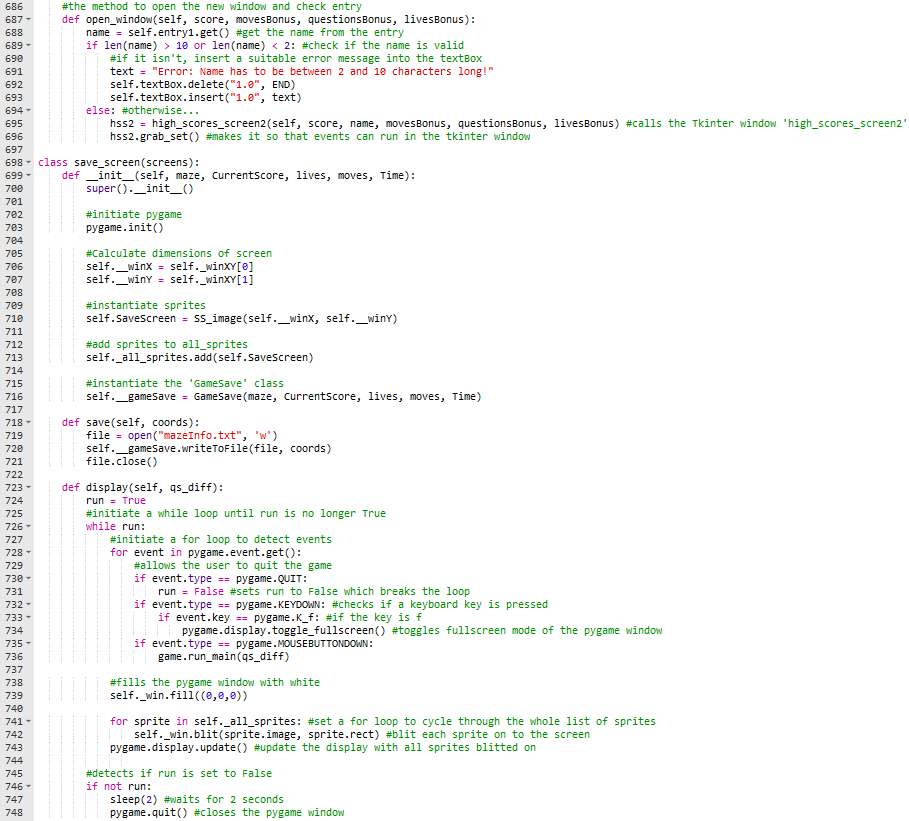 686 #the method to open the new window and check entry
687 def open_window(self, score, movesBonus, questionsBonus, livesBonus):
688 name = self.entry1.get() #get the name from the entry
689 if len(name) > 10 or len(name) < 2: #check if the name is valid
690 #if it isn't, insert a suitable error message into the textBox
691 text = "Error: Name has to be between 2 and 10 characters long!"
692 self.textBox.delete("1.0", END)
693 self.textBox.insert("1.0", text)
694 else: #otherwise...
695 hss2 = high_scores_screen2(self, score, name, movesBonus, questionsBonus, livesBonus) #calls the Tkinter window 'high_scores_screen2'
696 hss2.grab_set() #makes it so that events can run in the tkinter window
697
698 class save_screen(screens):
699 def __init__(self, maze, CurrentScore, lives, moves, Time):
700 super().__init__()
701
702 #initiate pygame
703 pygame.init()
704
705 #Calculate dimensions of screen
706 self.__winX = self._winXY[0]
707 self.__winY = self._winXY[1]
708
709 #instantiate sprites
710 self.SaveScreen = SS_image(self.__winX, self.__winY)
711
712 #add sprites to all_sprites
713 self._all_sprites.add(self.SaveScreen)
714
715 #instantiate the 'GameSave' class
716 self.__gameSave = GameSave(maze, CurrentScore, lives, moves, Time)
717
718 def save(self, coords):
719 file = open("mazeInfo.txt", 'w')
720 self.__gameSave.writeToFile(file, coords)
721 file.close()
722
723 def display(self, qs_diff):
724 run = True
725 #initiate a while loop until run is no longer True
726 while run:
727 #initiate a for loop to detect events
728 for event in pygame.event.get():
729 #allows the user to quit the game
730 if event.type == pygame.QUIT:
731 run = False #sets run to False which breaks the loop
732 if event.type == pygame.KEYDOWN: #checks if a keyboard key is pressed
733 if event.key == pygame.K_f: #if the key is f
734 pygame.display.toggle_fullscreen() #toggles fullscreen mode of the pygame window
735 if event.type == pygame.MOUSEBUTTONDOWN:
736 game.run_main(qs_diff)
737
738 #fills the pygame window with white
739 self._win.fill((0,0,0))
740
741 for sprite in self._all_sprites: #set a for loop to cycle through the whole list of sprites
742 self._win.blit(sprite.image, sprite.rect) #blit each sprite on to the screen
743 pygame.display.update() #update the display with all sprites blitted on
744
745 #detects if run is set to False
746 if not run:
747 sleep(2) #waits for 2 seconds
748 pygame.quit() #closes the pygame window